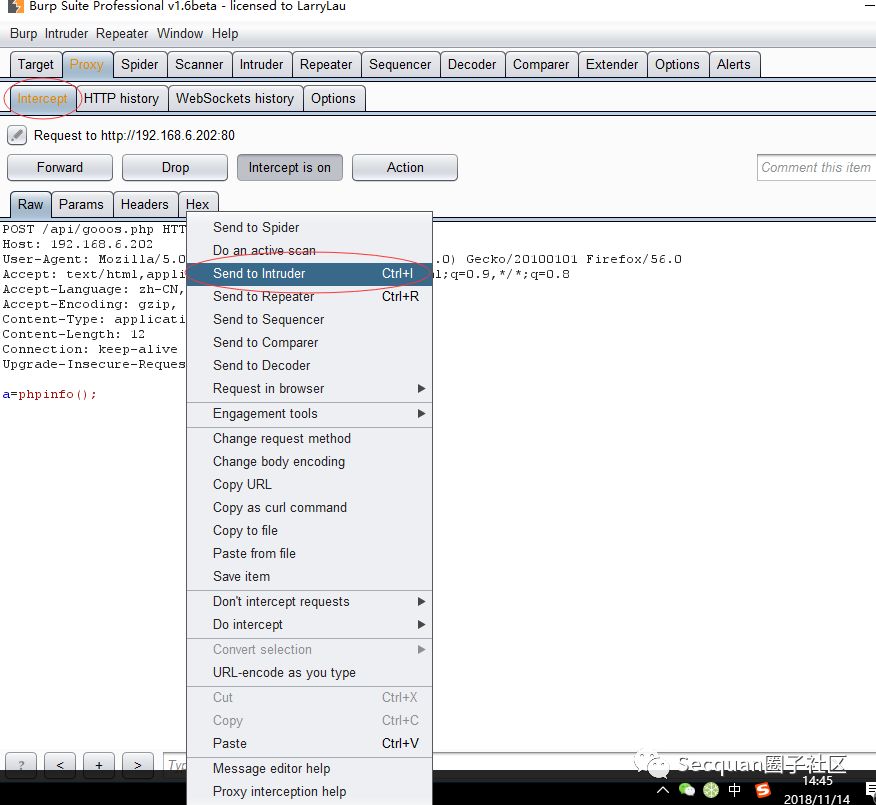 Burp Suite Professional v1.6beta - licensed to LarryLau
Burp Intruder Repeater Window Help
Target Proxy Spider Scanner Intruder Repeater Sequencer Decoder Comparer Extender Options Alerts
Intercept HTTP history WebSockets history Options
Request to http://192.168.6.202:80
Forward Drop Intercept is on Action Comment this item
Raw Params Headers Hex
POST /api/gooos.php HTT
Host: 192.168.6.202
User-Agent: Mozilla/5.0 .0) Gecko/20100101 Firefox/56.0
Accept: text/html,appli l;q=0.9,*/*;q=0.8
Accept-Language: zh-CN,
Accept-Encoding: gzip,
Content-Type: applicati
Content-Length: 12
Connection: keep-alive
Upgrade-Insecure-Reques
a=phpinfo();
Send to Spider
Do an active scan
Send to Intruder Ctrl+I
Send to Repeater Ctrl+R
Send to Sequencer
Send to Comparer
Send to Decoder
Request in browser
Engagement tools
Change request method
Change body encoding
Copy URL
Copy as curl command
Copy to file
Paste from file
Save item
Don't intercept requests
Do intercept
Convert selection
URL-encode as you type
Cut Ctrl+X
Copy Ctrl+C
Paste Ctrl+V
Message editor help
Proxy interception help
? < + > Typ
Secquan圈子社区
中
14:45
2018/11/14